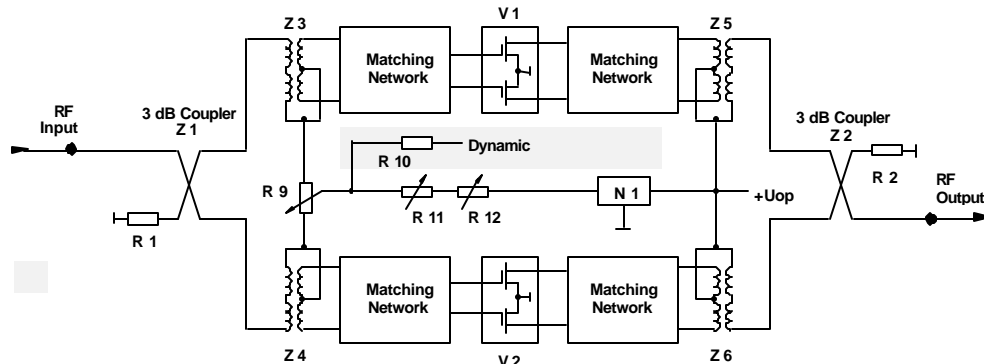 Z 3
V 1
Z 5
Matching
Network
Matching
Network
RF
Input
3 dB Coupler
Z 1
3 dB Coupler
Z 2
R 10
Dynamic
R 2
R 9
R 11
R 12
N 1
+Uop
RF
Output
R 1
Matching
Network
Matching
Network
Z 4
V 2
Z 6